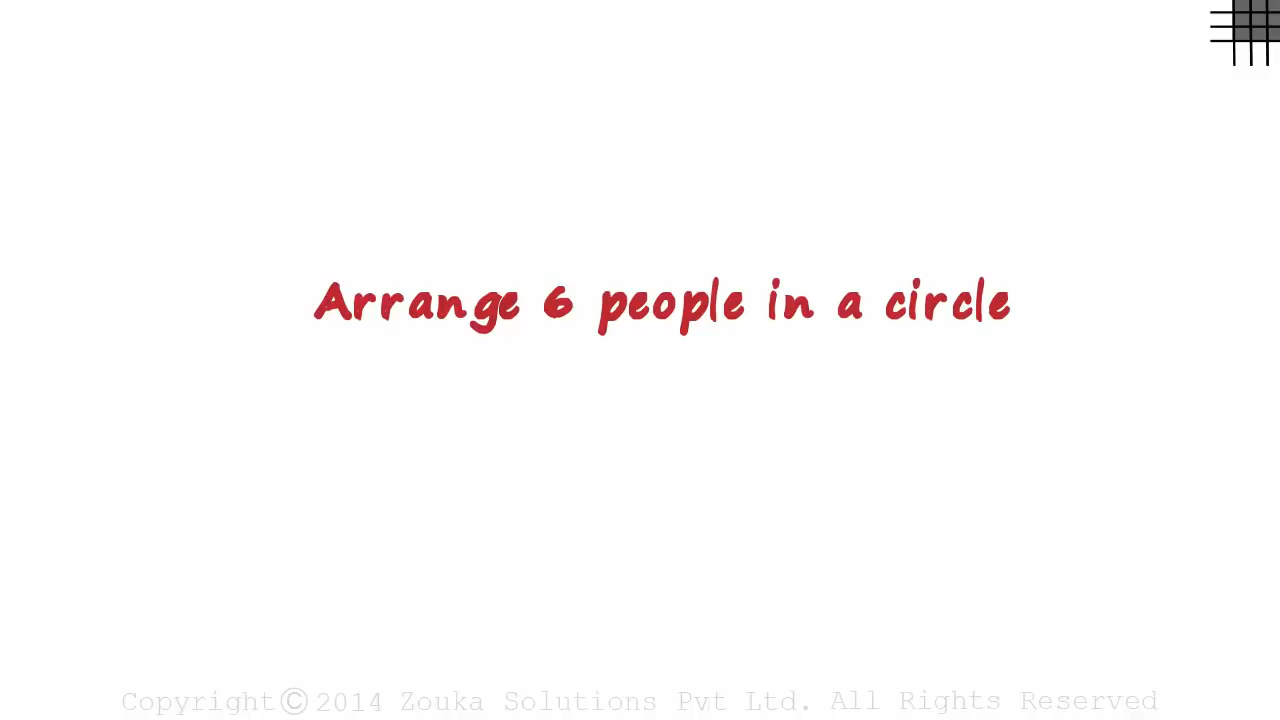 Arrange 6 people in a circle
Copyright©2014 Zouka Solutions Pvt Ltd. All Rights Reserved